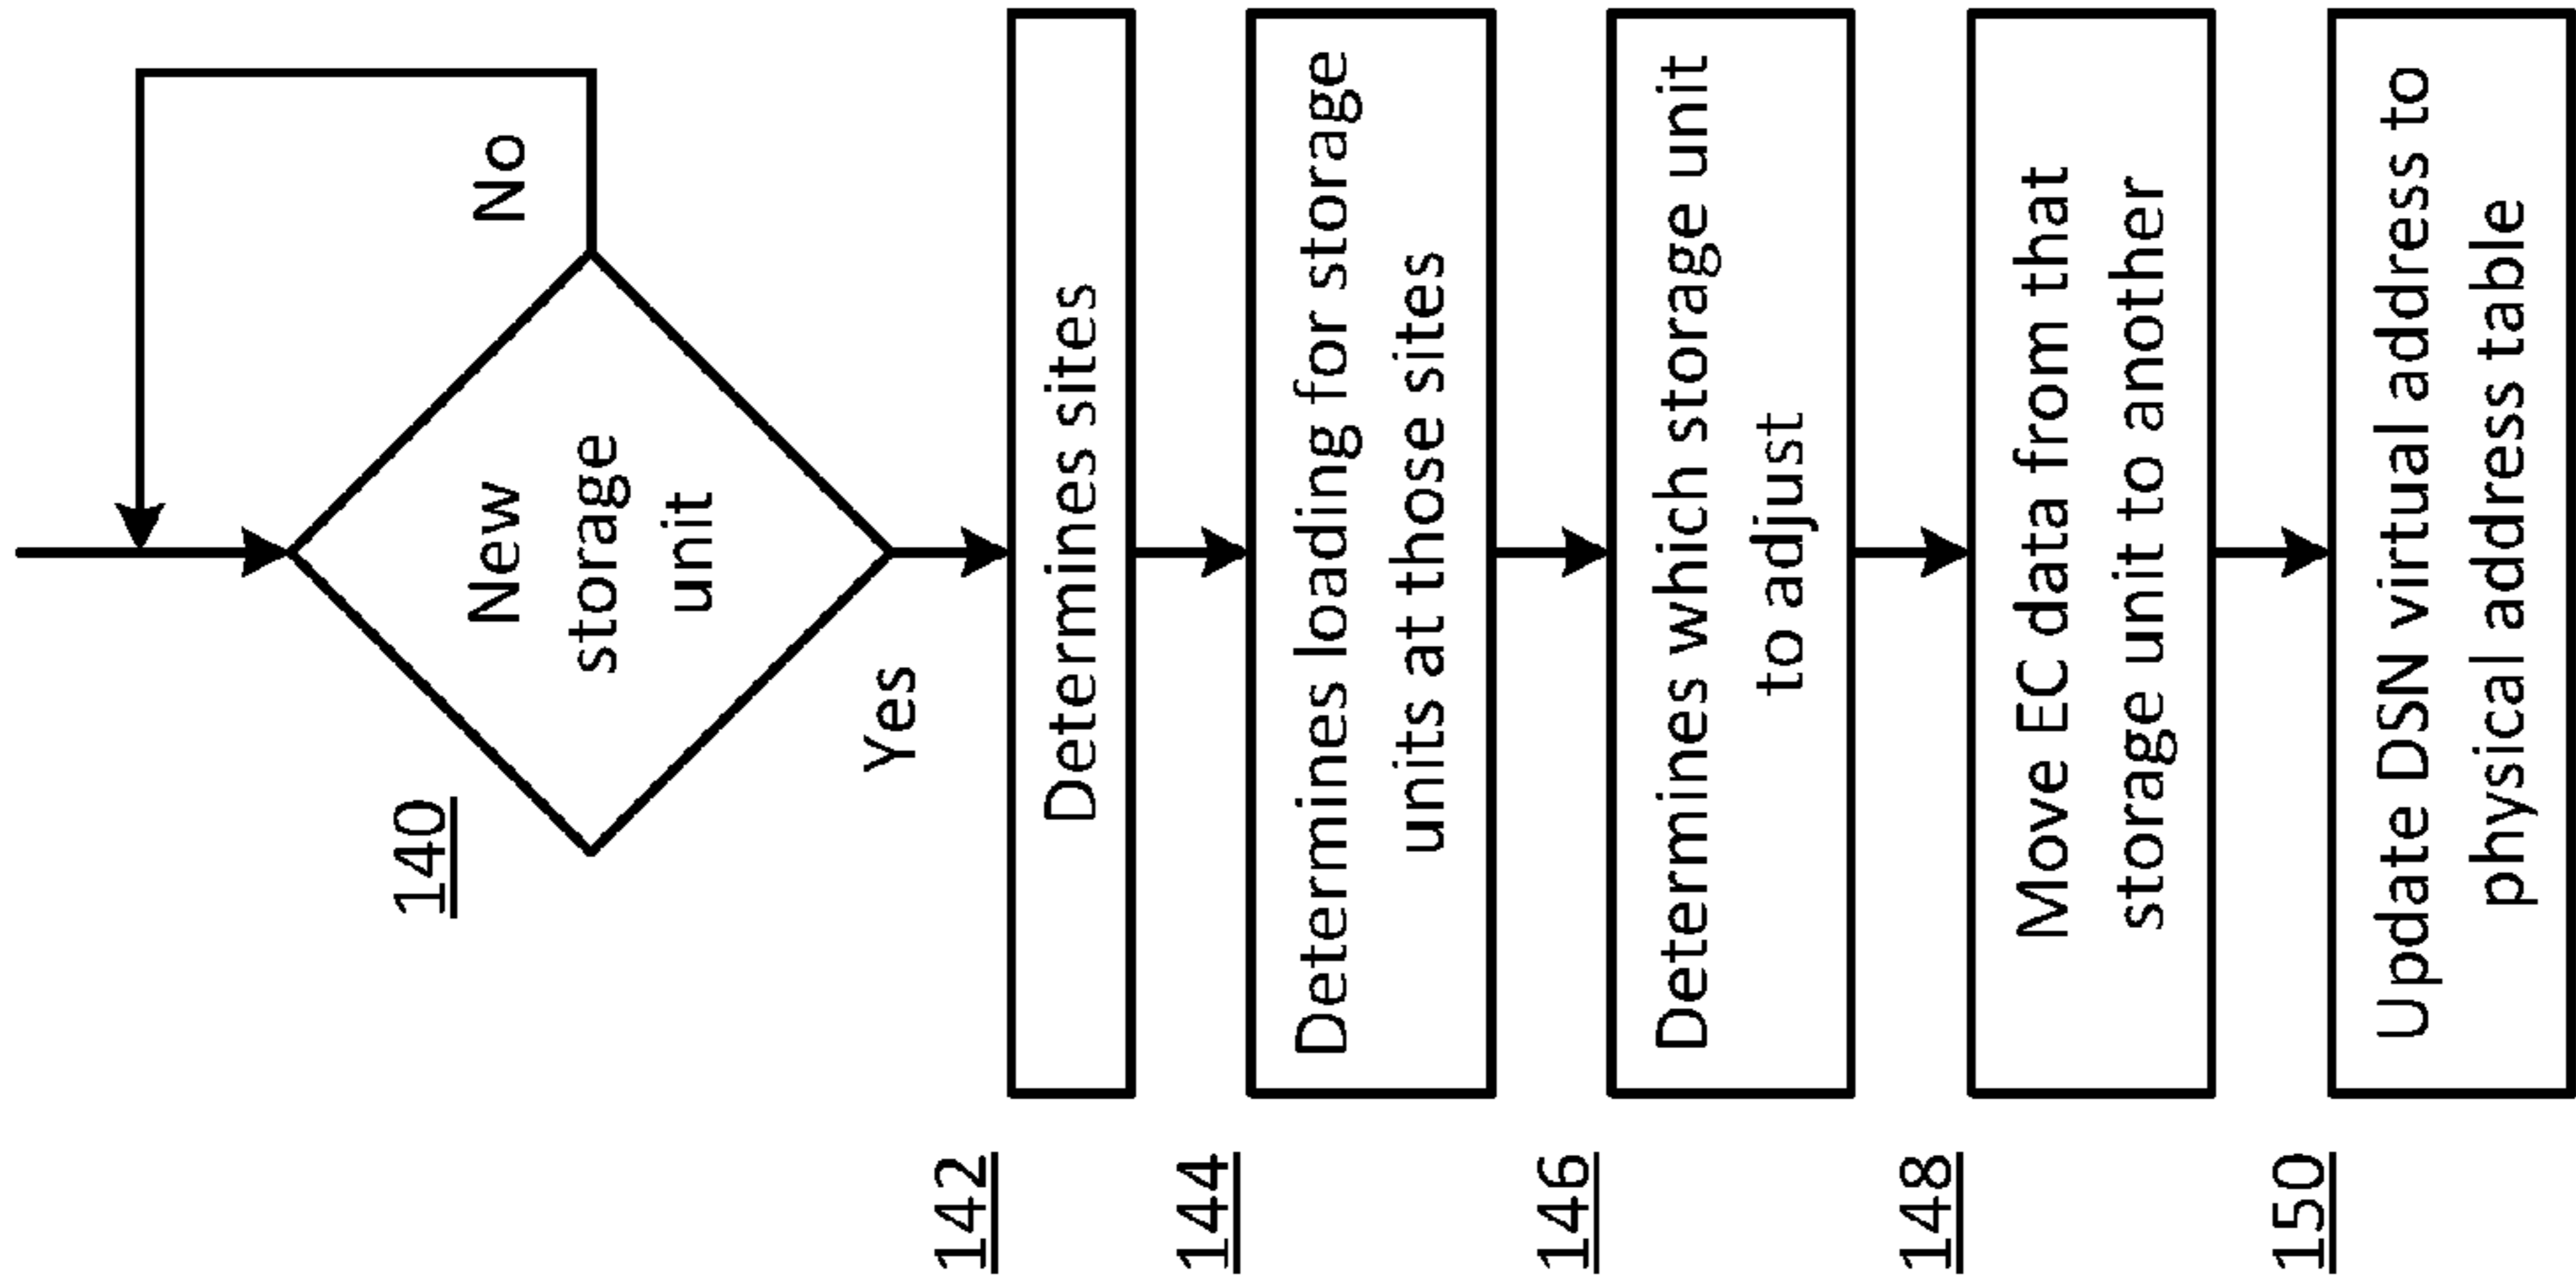 140
New
storage
unit
No
Yes
142
Determines sites
144
Determines loading for storage
units at those sites
146
Determines which storage unit
to adjust
148
Move EC data from that
storage unit to another
150
Update DSN virtual address to
physical address table